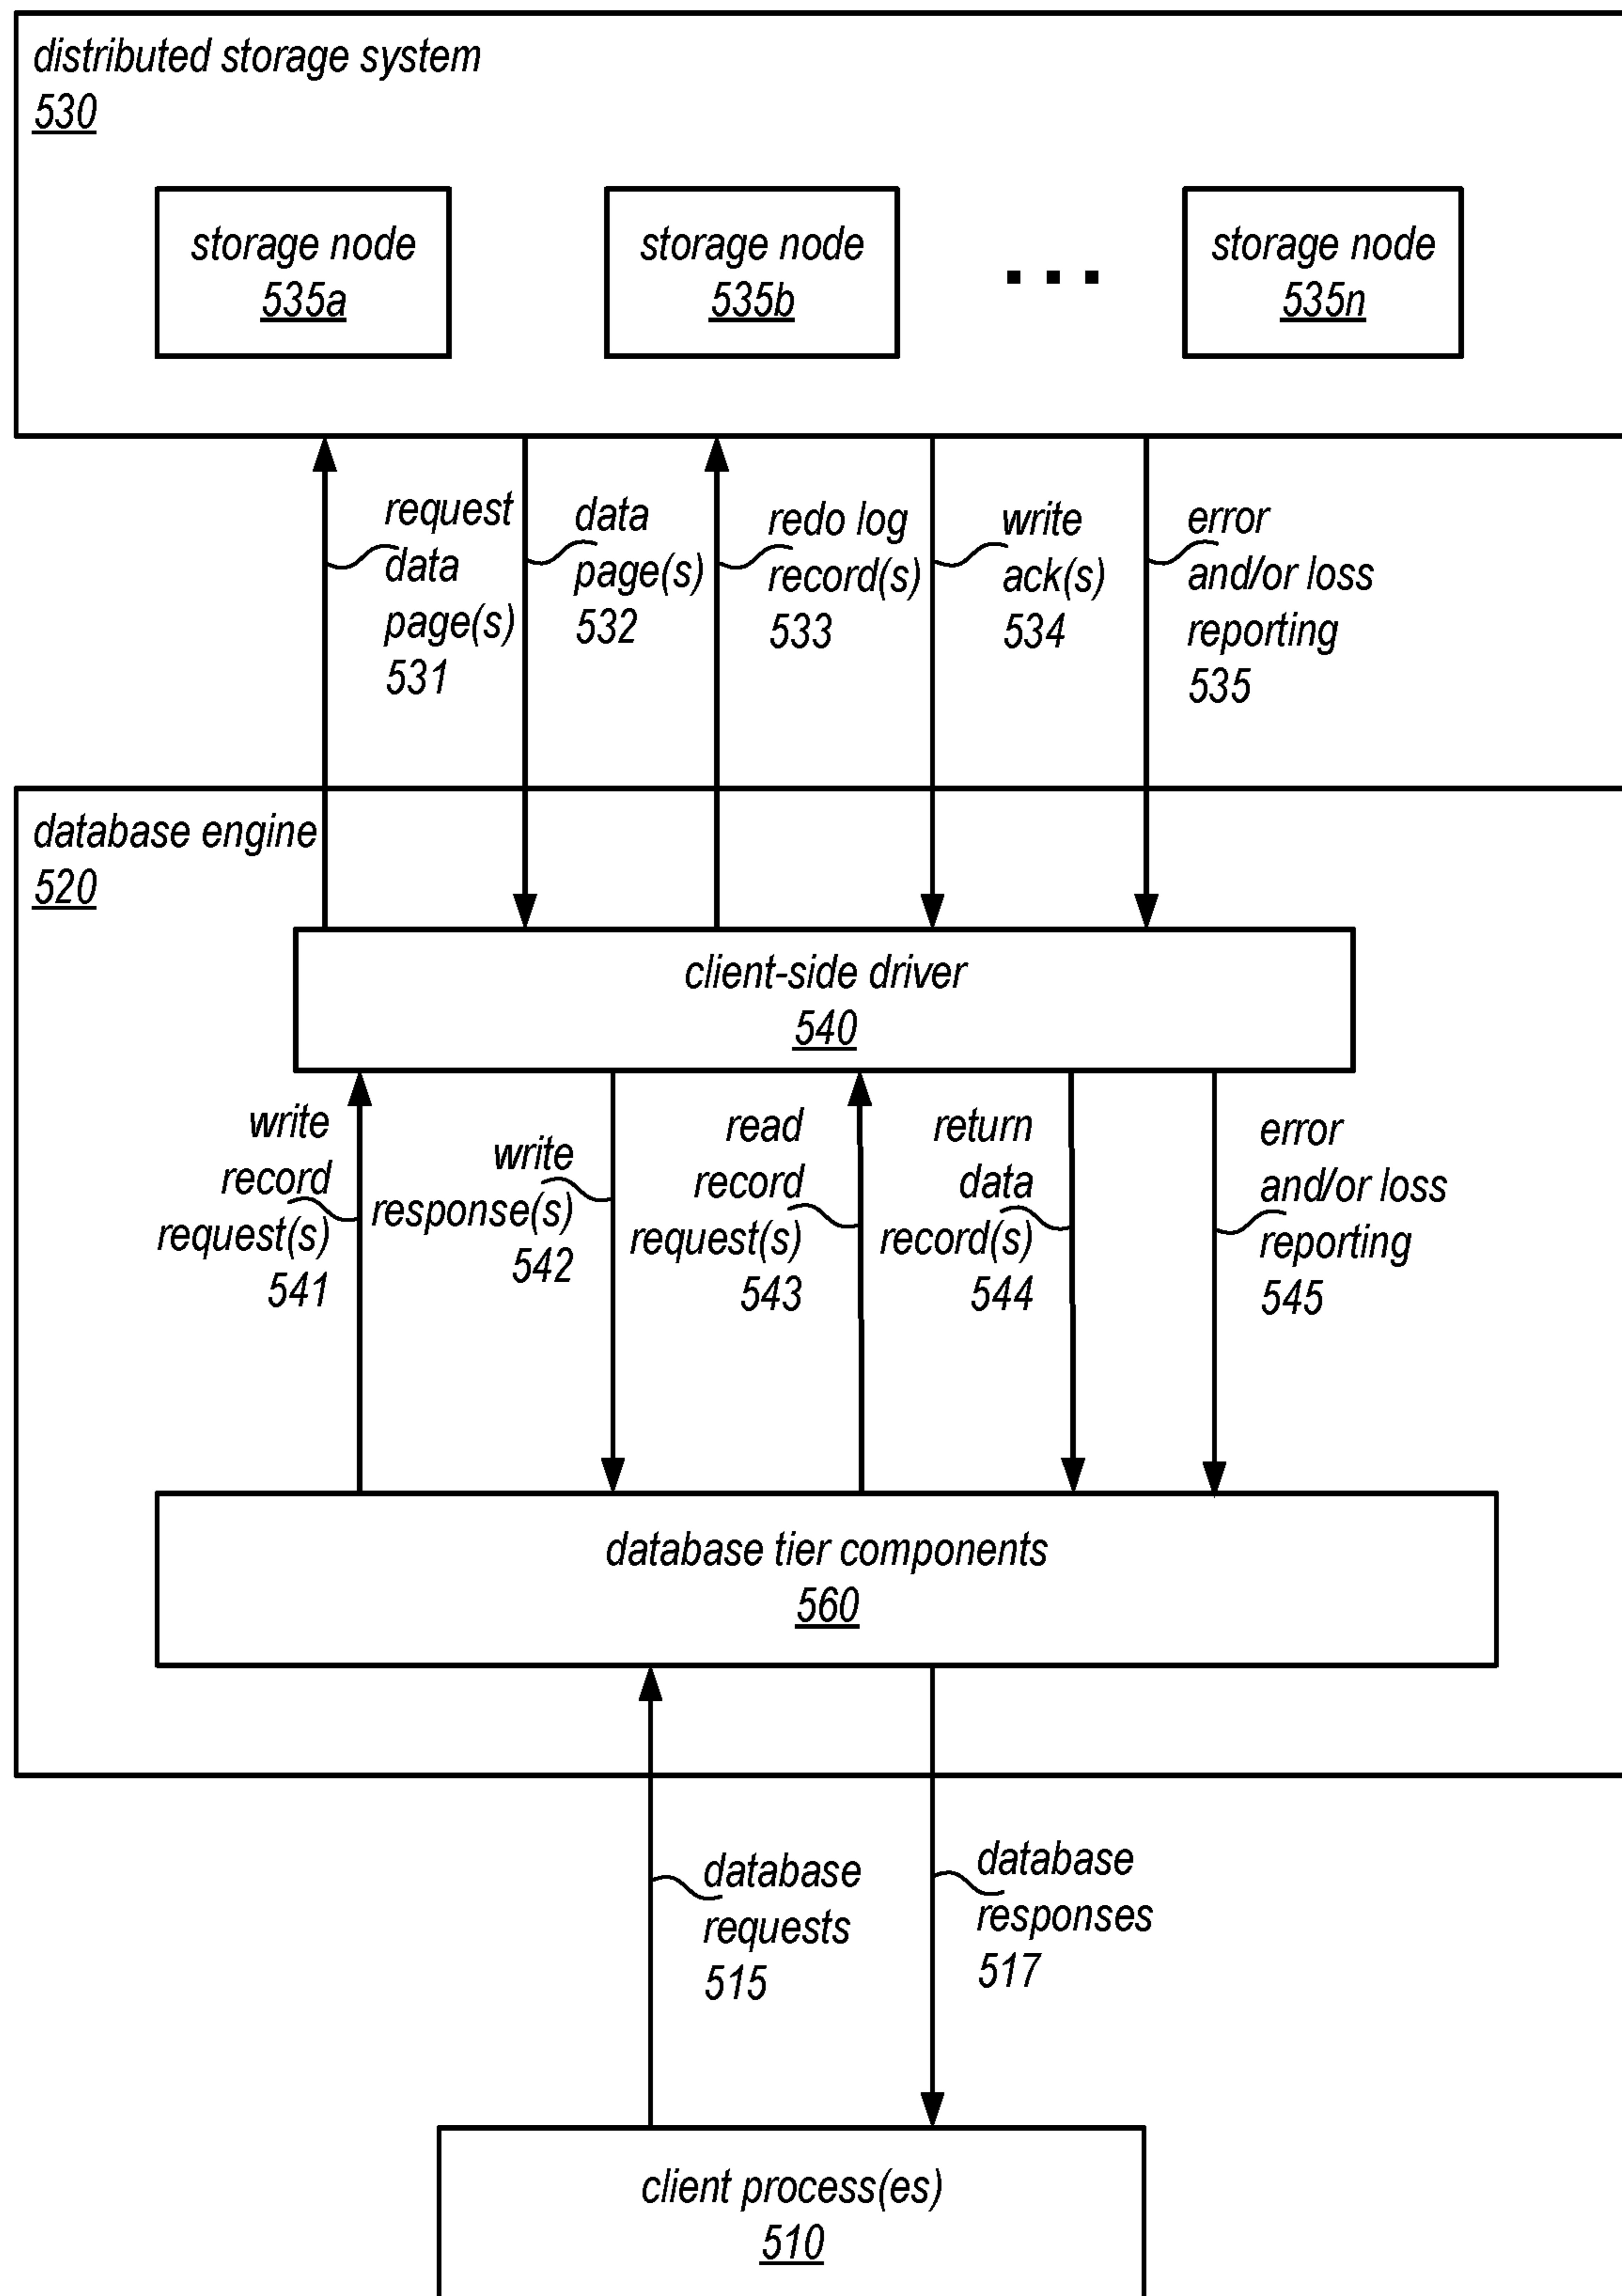 distributed storage system
530
storage node
535a
storage node
535b
storage node
535n
request
data
page(s)
531
data
page(s)
532
redo log
record(s)
533
write
ack(s)
534
error
and/or loss
reporting
535
database engine
520
client-side driver
540
write
record
request(s)
541
write
response(s)
542
read
record
request(s)
543
return
data
record(s)
544
error
and/or loss
reporting
545
database tier components
560
database
requests
515
database
responses
517
client process(es)
510